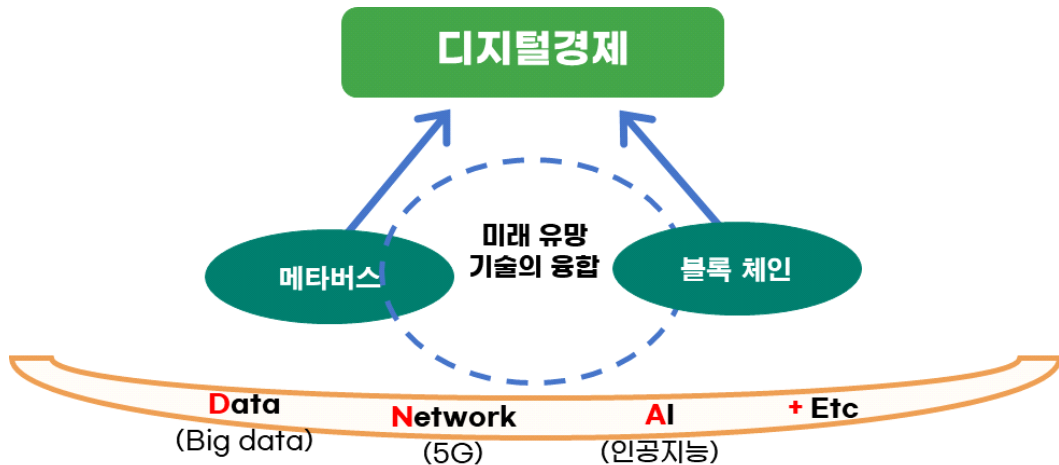 디지털경제
미래 유망
기술의 융합
메타버스
블록 체인
Data
(Big data)
Network
(5G)
AI
(인공지능)
+ Etc